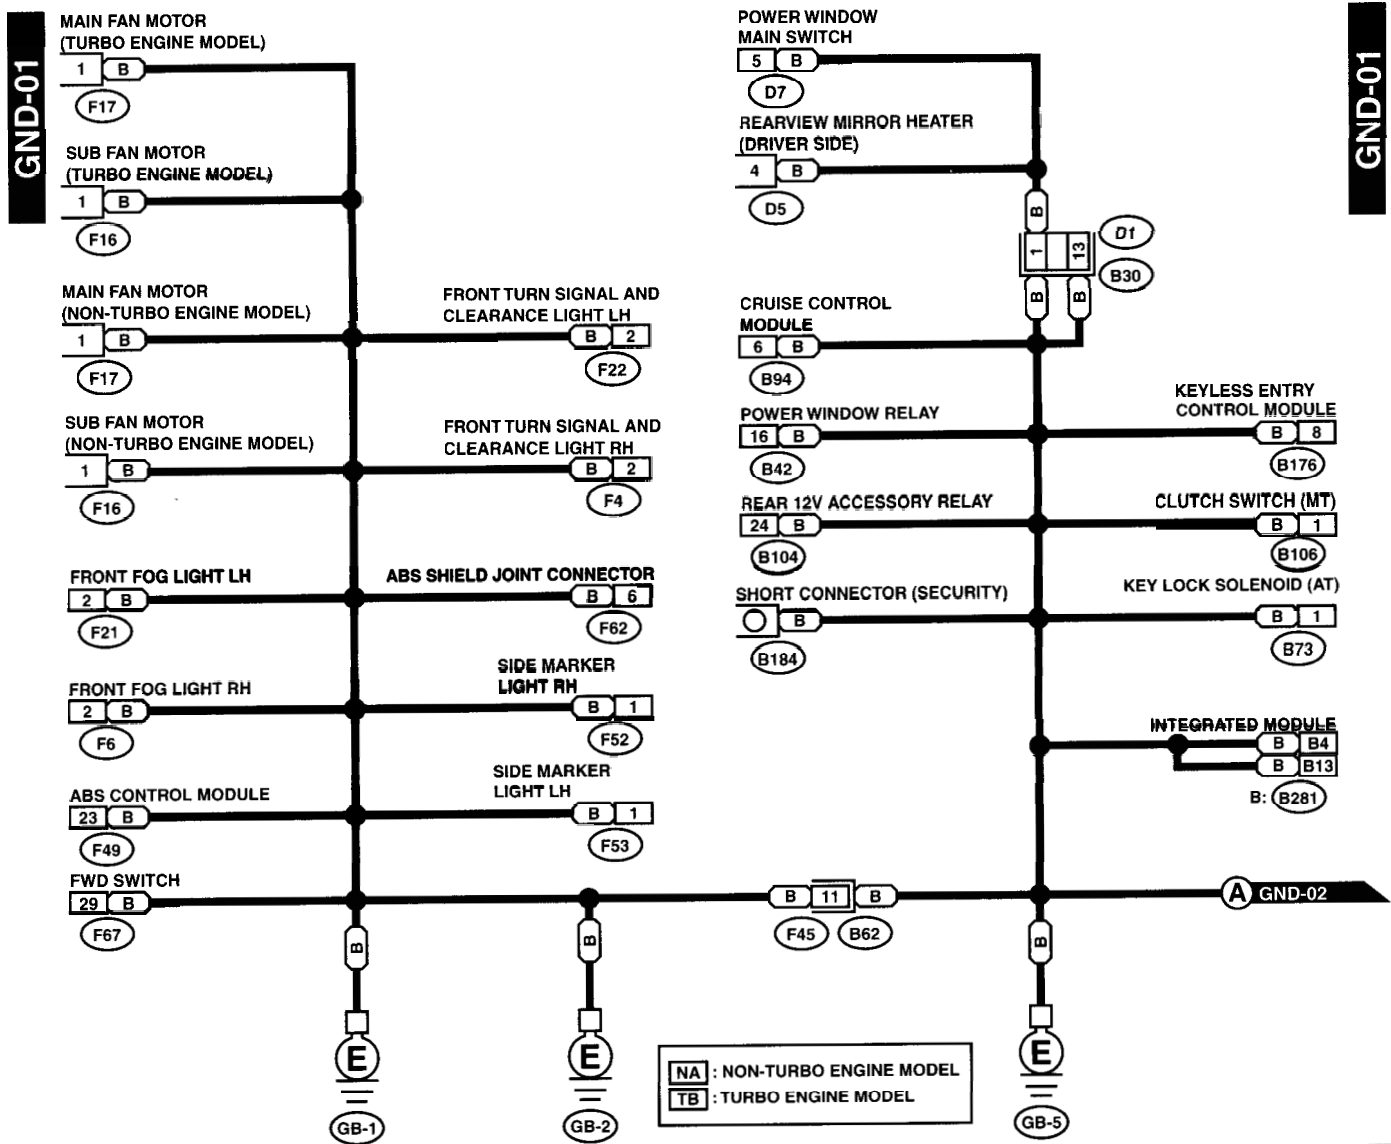 GND-01
MAIN FAN MOTOR
(TURBO ENGINE MODEL)
1 B
F17
SUB FAN MOTOR
(TURBO ENGINE MODEL)
1 B
F16
MAIN FAN MOTOR
(NON-TURBO ENGINE MODEL)
1 B
F17
SUB FAN MOTOR
(NON-TURBO ENGINE MODEL)
1 B
F16
FRONT FOG LIGHT LH
2 B
F21
FRONT FOG LIGHT RH
2 B
F6
ABS CONTROL MODULE
23 B
F49
FWD SWITCH
29 B
F67
FRONT TURN SIGNAL AND
CLEARANCE LIGHT LH
B 2
F22
FRONT TURN SIGNAL AND
CLEARANCE LIGHT RH
B 2
F4
ABS SHIELD JOINT CONNECTOR
B 6
F62
SIDE MARKER
LIGHT RH
B 1
F52
SIDE MARKER
LIGHT LH
B 1
F53
B
E
GB-1
B
E
GB-2
POWER WINDOW
MAIN SWITCH
5 B
D7
REARVIEW MIRROR HEATER
(DRIVER SIDE)
4 B
D5
B
1 13
D1
B30
B B
CRUISE CONTROL
MODULE
6 B
B94
POWER WINDOW RELAY
16 B
B42
REAR 12V ACCESSORY RELAY
24 B
B104
SHORT CONNECTOR (SECURITY)
B
B184
KEYLESS ENTRY
CONTROL MODULE
B 8
B176
CLUTCH SWITCH (MT)
B 1
B106
KEY LOCK SOLENOID (AT)
B 1
B73
INTEGRATED MODULE
B B4
B B13
B: B281
B 11 B
F45 B62
A GND-02
B
E
GB-5
NA : NON-TURBO ENGINE MODEL
TB : TURBO ENGINE MODEL
GND-01